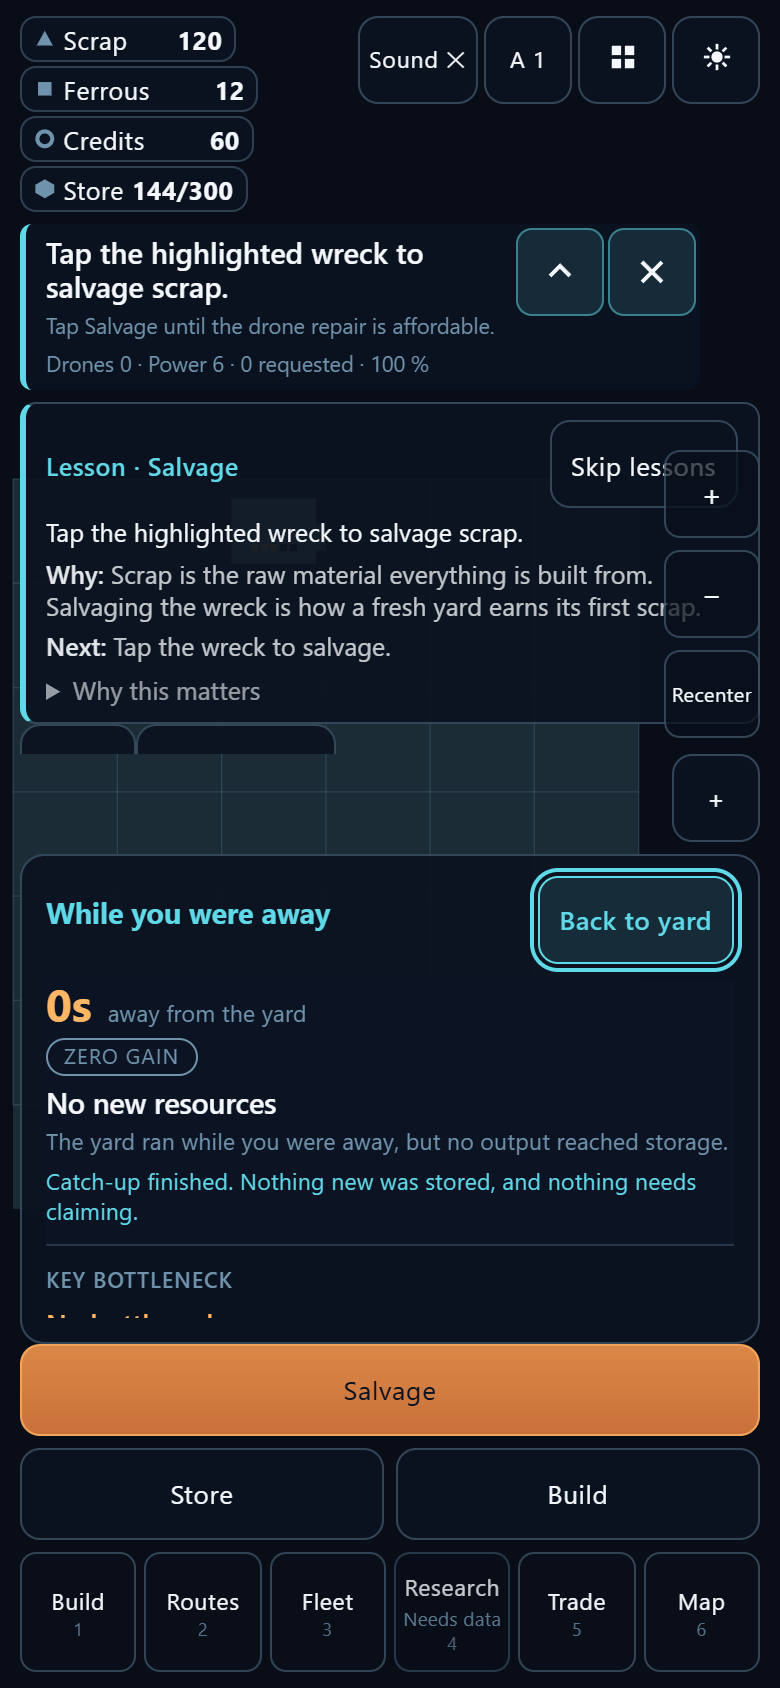 Scrap 120
Sound ✕
A 1
Ferrous 12
Credits 60
Store 144/300
Tap the highlighted wreck to
salvage scrap.
Tap Salvage until the drone repair is affordable.
Drones 0 · Power 6 · 0 requested · 100 %
Lesson · Salvage
Skip lessons
+
Tap the highlighted wreck to salvage scrap.
Why: Scrap is the raw material everything is built from.
Salvaging the wreck is how a fresh yard earns its first scrap.
−
Next: Tap the wreck to salvage.
Why this matters
Recenter
+
While you were away
Back to yard
0s away from the yard
ZERO GAIN
No new resources
The yard ran while you were away, but no output reached storage.
Catch-up finished. Nothing new was stored, and nothing needs
claiming.
KEY BOTTLENECK
Salvage
Store
Build
Build
1
Routes
2
Fleet
3
Research
Needs data
4
Trade
5
Map
6